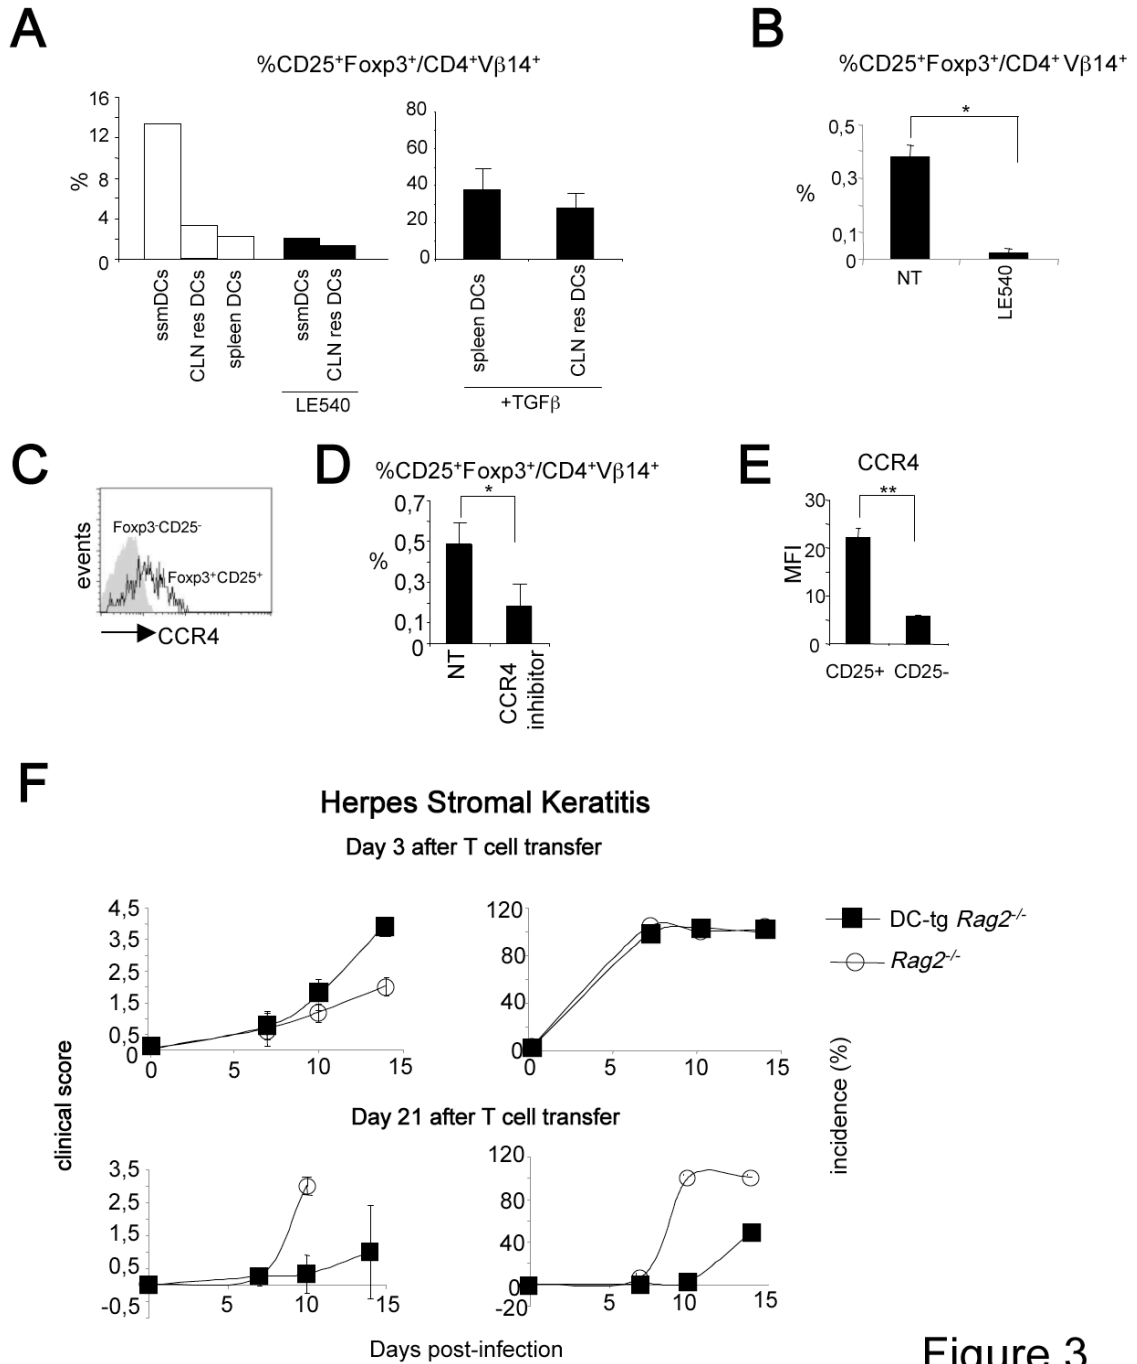 A
%CD25⁺Foxp3⁺/CD4⁺Vβ14⁺
16
12
8
4
0
%
ssmDCs
CLN res DCs
spleen DCs
ssmDCs
CLN res DCs
LE540
80
60
40
20
0
spleen DCs
CLN res DCs
+TGFβ
B
%CD25⁺Foxp3⁺/CD4⁺ Vβ14⁺
0,5
0,3
0,1
0
%
*
NT
LE540
C
events
Foxp3⁻CD25⁻
Foxp3⁺CD25⁺
CCR4
D
%CD25⁺Foxp3⁺/CD4⁺Vβ14⁺
0,7
0,5
0,3
0,1
0
%
*
NT
CCR4
inhibitor
E
CCR4
**
30
20
10
0
MFI
CD25+ CD25-
F
Herpes Stromal Keratitis
Day 3 after T cell transfer
4,5
3,5
2,5
1,5
0,5
0
0 5 10 15
120
80
40
0
0 5 10 15
DC-tg Rag2⁻/⁻
Rag2⁻/⁻
clinical score
incidence (%)
Day 21 after T cell transfer
3,5
2,5
1,5
0,5
-0,5
5 10 15
120
80
40
0
-20
5 10 15
Days post-infection
Figure 3